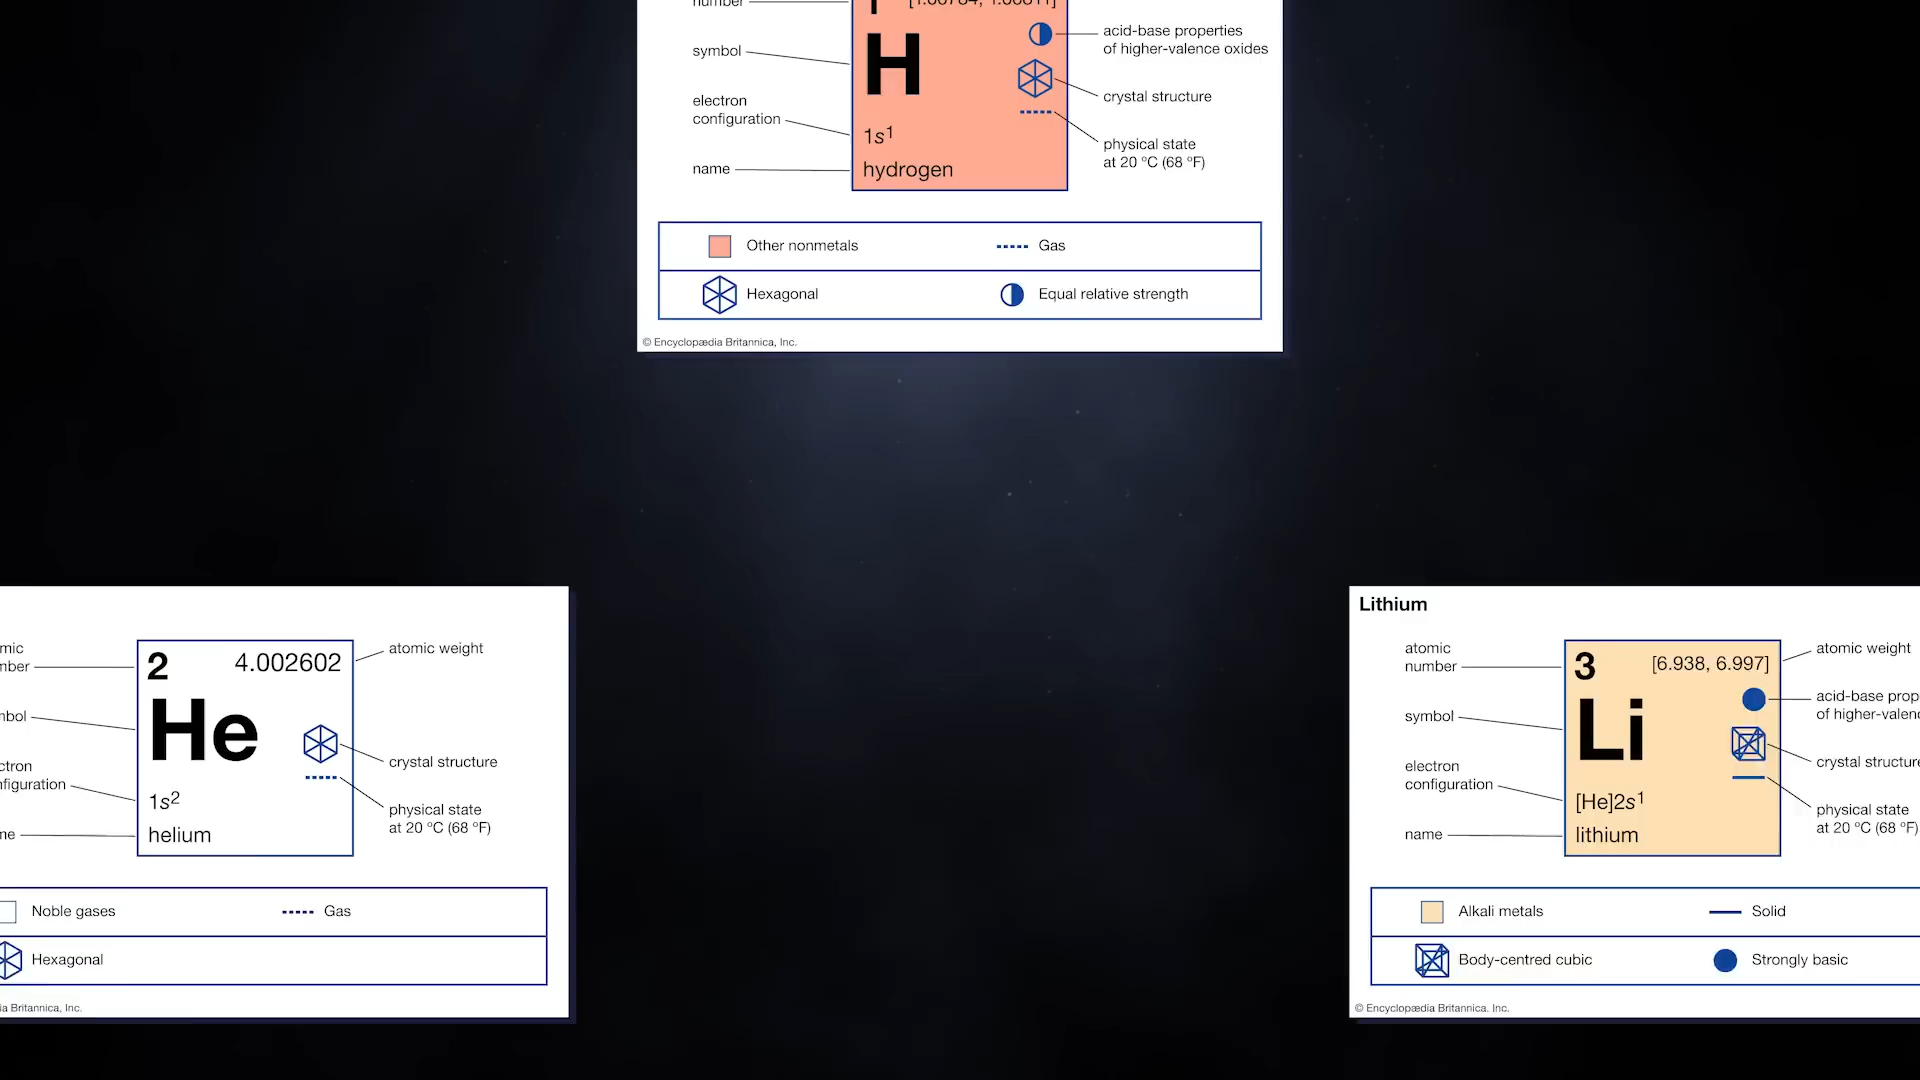 number
symbol
H
electron
configuration
1s1
name
hydrogen
acid-base properties
of higher-valence oxides
crystal structure
physical state
at 20 °C (68 °F)
Other nonmetals
Gas
Hexagonal
Equal relative strength
© Encyclopædia Britannica, Inc.
mic
mber
mbol
ctron
nfiguration
me
2
4.002602
He
1s2
helium
atomic weight
crystal structure
physical state
at 20 °C (68 °F)
Noble gases
Gas
Hexagonal
ia Britannica, Inc.
Lithium
atomic
number
symbol
electron
configuration
name
3
[6.938, 6.997]
Li
[He]2s1
lithium
atomic weight
acid-base prop
of higher-valen
crystal structure
physical state
at 20 °C (68 °F)
Alkali metals
Solid
Body-centred cubic
Strongly basic
© Encyclopædia Britannica, Inc.